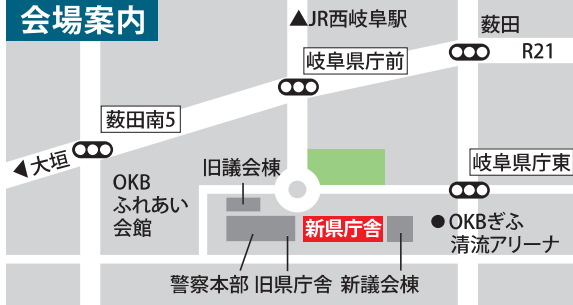 会場案内
▲JR西岐阜駅
薮田
R21
岐阜県庁前
薮田南5
◀大垣
旧議会棟
岐阜県庁東
OKB
ふれあい
会館
新県庁舎
●OKBぎふ
清流アリーナ
警察本部 旧県庁舎 新議会棟